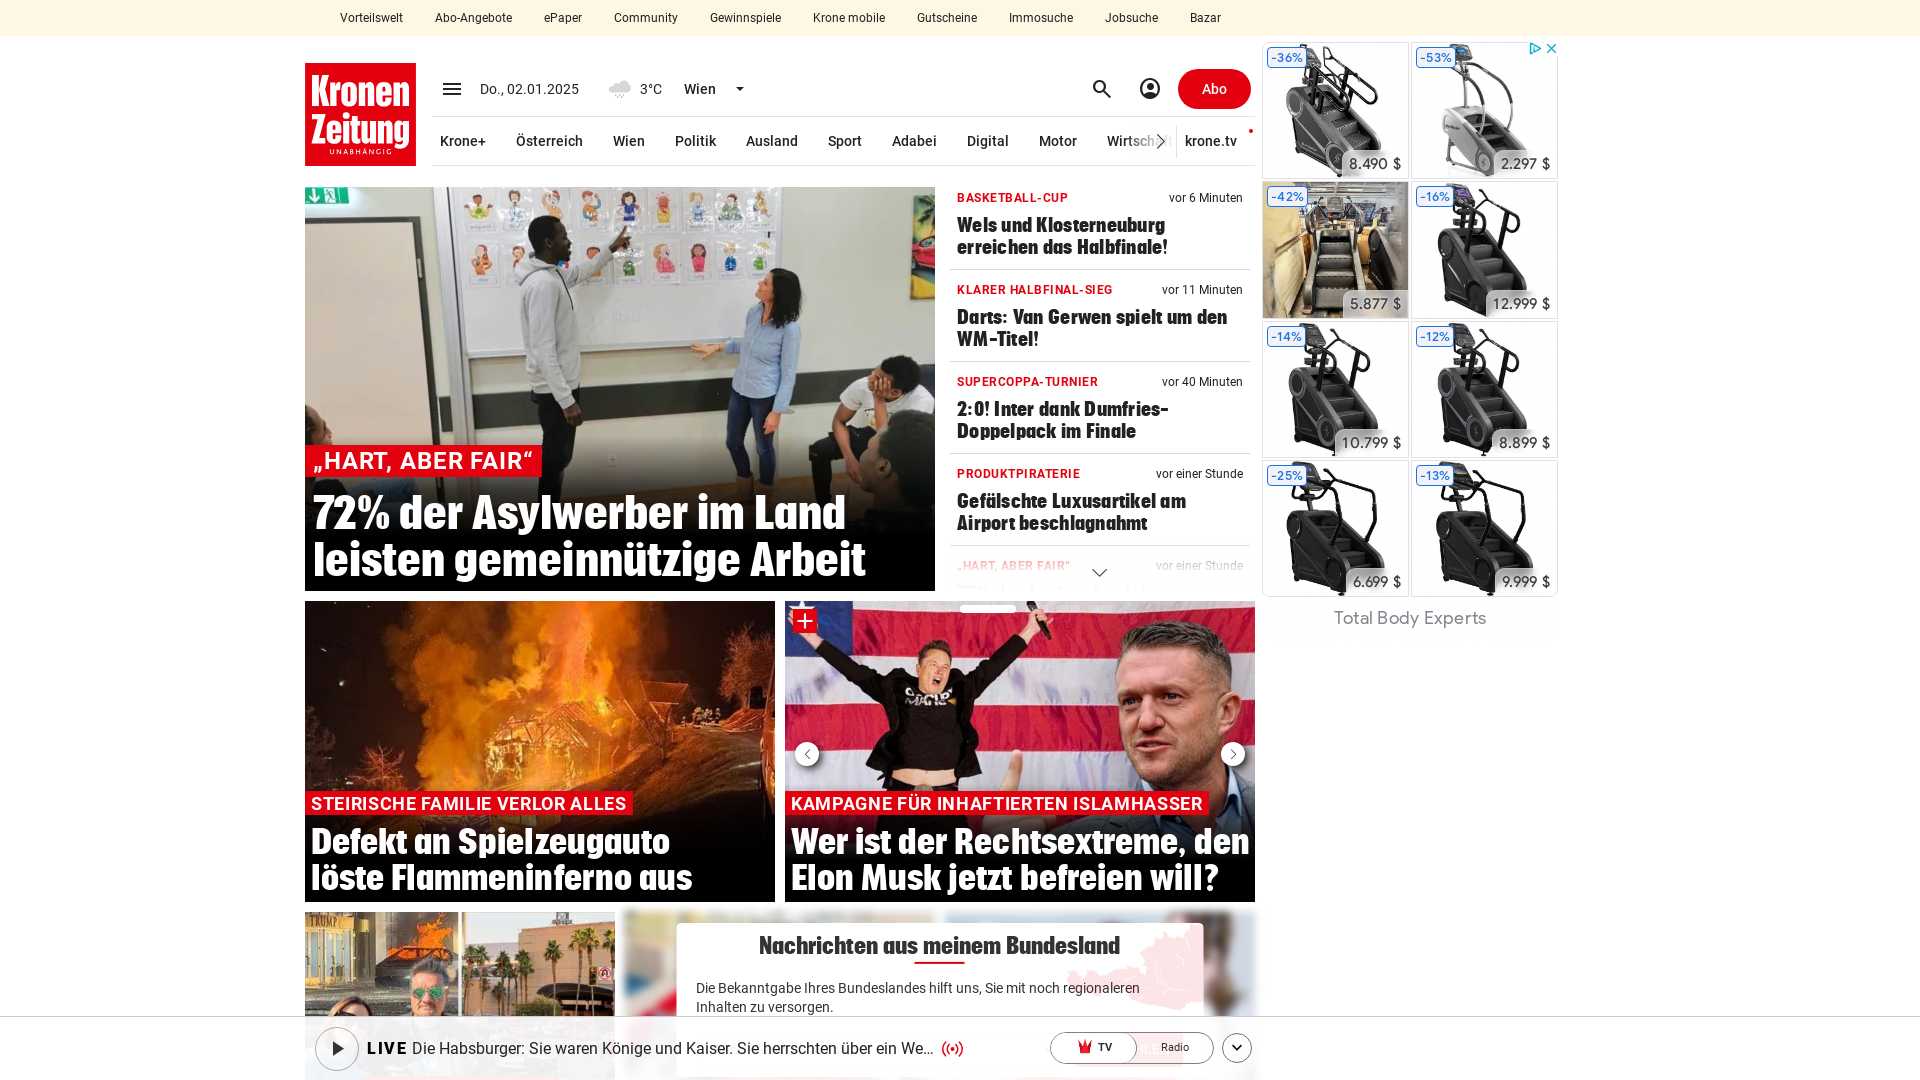 Vorteilswelt Abo-Angebote ePaper Community Gewinnspiele Krone mobile Gutscheine Immosuche Jobsuche Bazar
Kronen
Zeitung
UNABHÄNGIG
Do., 02.01.2025 3°C Wien
Abo
Krone+ Österreich Wien Politik Ausland Sport Adabei Digital Motor Wirtschaft krone.tv
„HART, ABER FAIR“
72% der Asylwerber im Land
leisten gemeinnützige Arbeit
BASKETBALL-CUP vor 6 Minuten
Wels und Klosterneuburg
erreichen das Halbfinale!
KLARER HALBFINAL-SIEG vor 11 Minuten
Darts: Van Gerwen spielt um den
WM-Titel!
SUPERCOPPA-TURNIER vor 40 Minuten
2:0! Inter dank Dumfries-
Doppelpack im Finale
PRODUKTPIRATERIE vor einer Stunde
Gefälschte Luxusartikel am
Airport beschlagnahmt
„HART, ABER FAIR“ vor einer Stunde
-36% -53%
8.490 $ 2.297 $
-42% -16%
5.877 $ 12.999 $
-14% -12%
10.799 $ 8.899 $
-25% -13%
6.699 $ 9.999 $
Total Body Experts
STEIRISCHE FAMILIE VERLOR ALLES
Defekt an Spielzeugauto
löste Flammeninferno aus
OCCUPY
MARS
KAMPAGNE FÜR INHAFTIERTEN ISLAMHASSER
Wer ist der Rechtsextreme, den
Elon Musk jetzt befreien will?
TRUMP
Nachrichten aus meinem Bundesland
Die Bekanntgabe Ihres Bundeslandes hilft uns, Sie mit noch regionaleren
Inhalten zu versorgen.
LIVE Die Habsburger: Sie waren Könige und Kaiser. Sie herrschten über ein We...
TV Radio